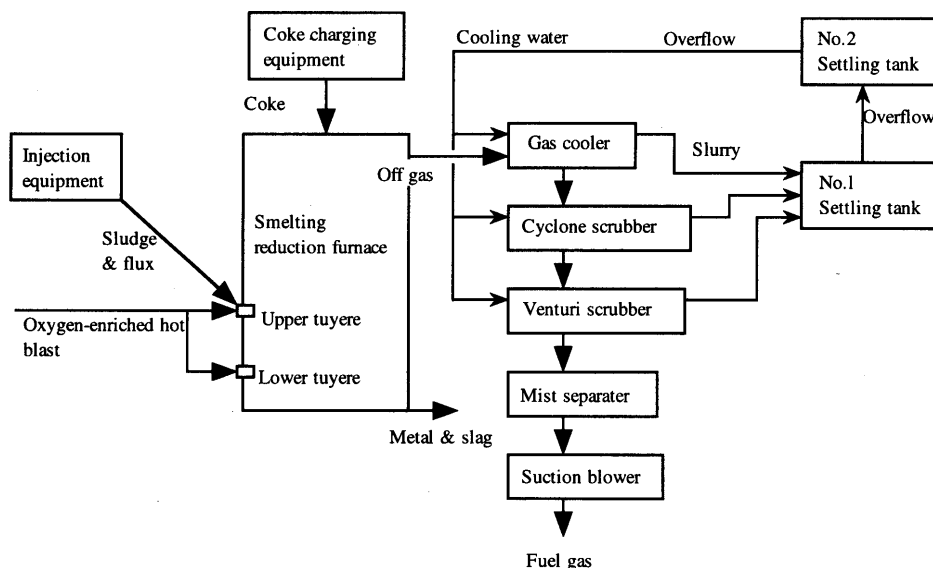 Coke charging
equipment
Cooling water
Overflow
No.2
Settling tank
Coke
Overflow
Injection
equipment
Gas cooler
Slurry
Off gas
No.1
Settling tank
Smelting
reduction furnace
Cyclone scrubber
Sludge
& flux
Upper tuyere
Venturi scrubber
Oxygen-enriched hot
blast
Lower tuyere
Mist separater
Metal & slag
Suction blower
Fuel gas